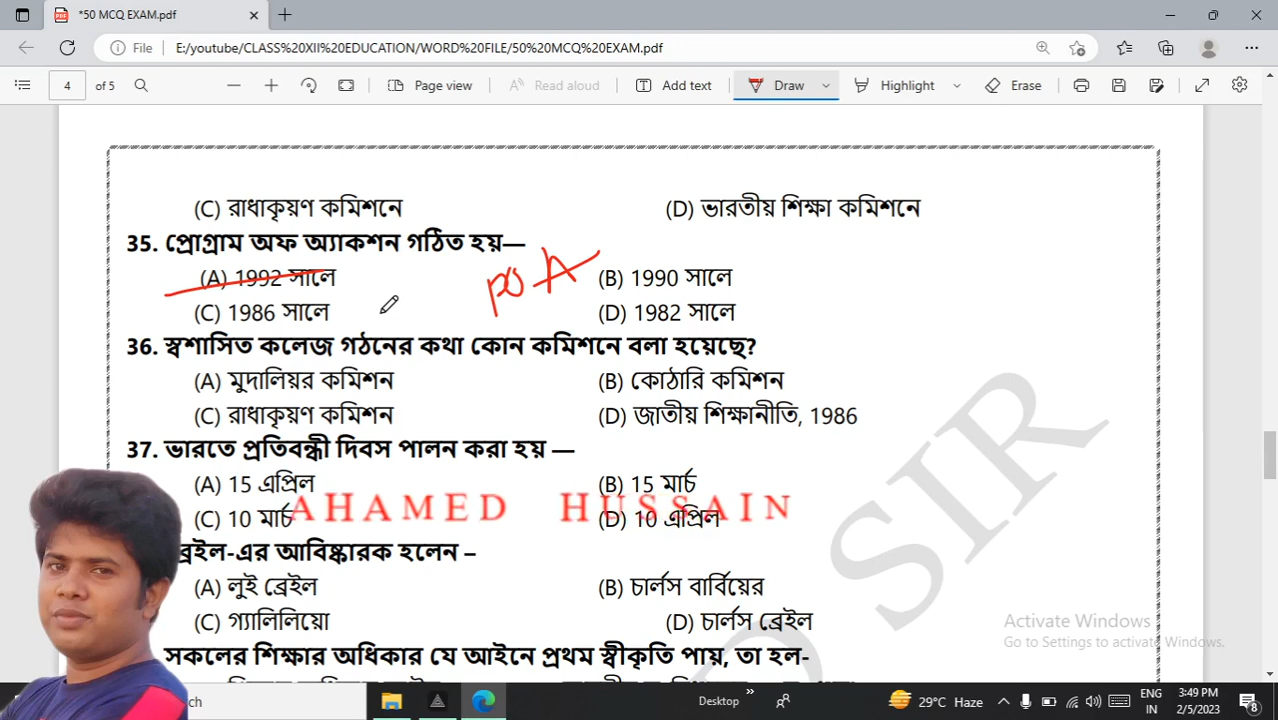 *50 MCQ EXAM.pdf
File E:/youtube/CLASS%20XII%20EDUCATION/WORD%20FILE/50%20MCQ%20EXAM.pdf
4 of 5 Page view Read aloud Add text Draw Highlight Erase
(C) রাধাকৃয়ণ কমিশনে (D) ভারতীয় শিক্ষা কমিশনে
35. প্রোগ্রাম অফ অ্যাকশন গঠিত হয়—
(A) 1992 সালে (B) 1990 সালে
POA
(C) 1986 সালে (D) 1982 সালে
36. স্বশাসিত কলেজ গঠনের কথা কোন কমিশনে বলা হয়েছে?
(A) মুদালিয়র কমিশন (B) কোঠারি কমিশন
(C) রাধাকৃয়ণ কমিশন (D) জাতীয় শিক্ষানীতি, 1986
37. ভারতে প্রতিবন্ধী দিবস পালন করা হয় —
(A) 15 এপ্রিল (B) 15 মার্চ
(C) 10 মার্চ (D) 10 এপ্রিল
AHAMED HUSSAIN
ব্রেইল-এর আবিষ্কারক হলেন –
(A) লুই ব্রেইল (B) চার্লস বার্বিয়ের
(C) গ্যালিলিয়ো (D) চার্লস ব্রেইল
সকলের শিক্ষার অধিকার যে আইনে প্রথম স্বীকৃতি পায়, তা হল-
SIR
Activate Windows
Go to Settings to activate Windows.
Desktop 29°C Haze ENG IN 3:49 PM 2/5/2023 8